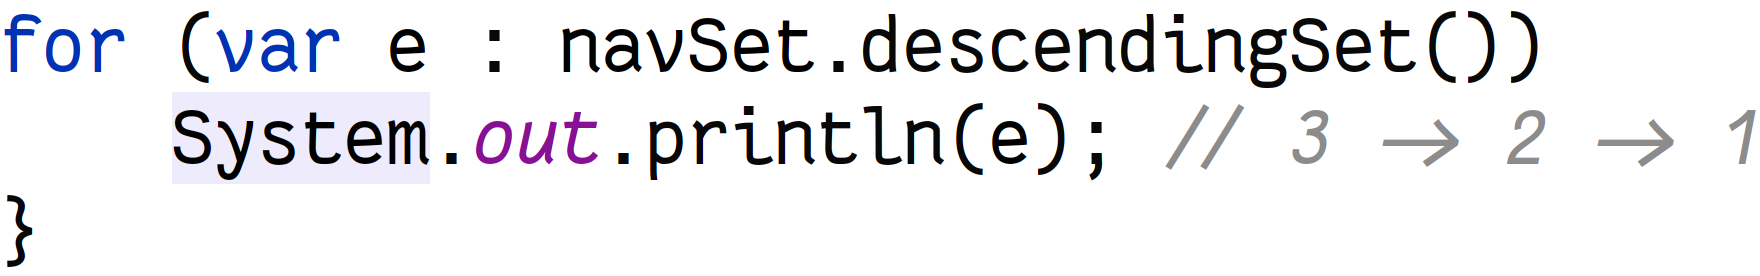 for (var e : navSet.descendingSet())
    System.out.println(e); // 3 → 2 → 1
}